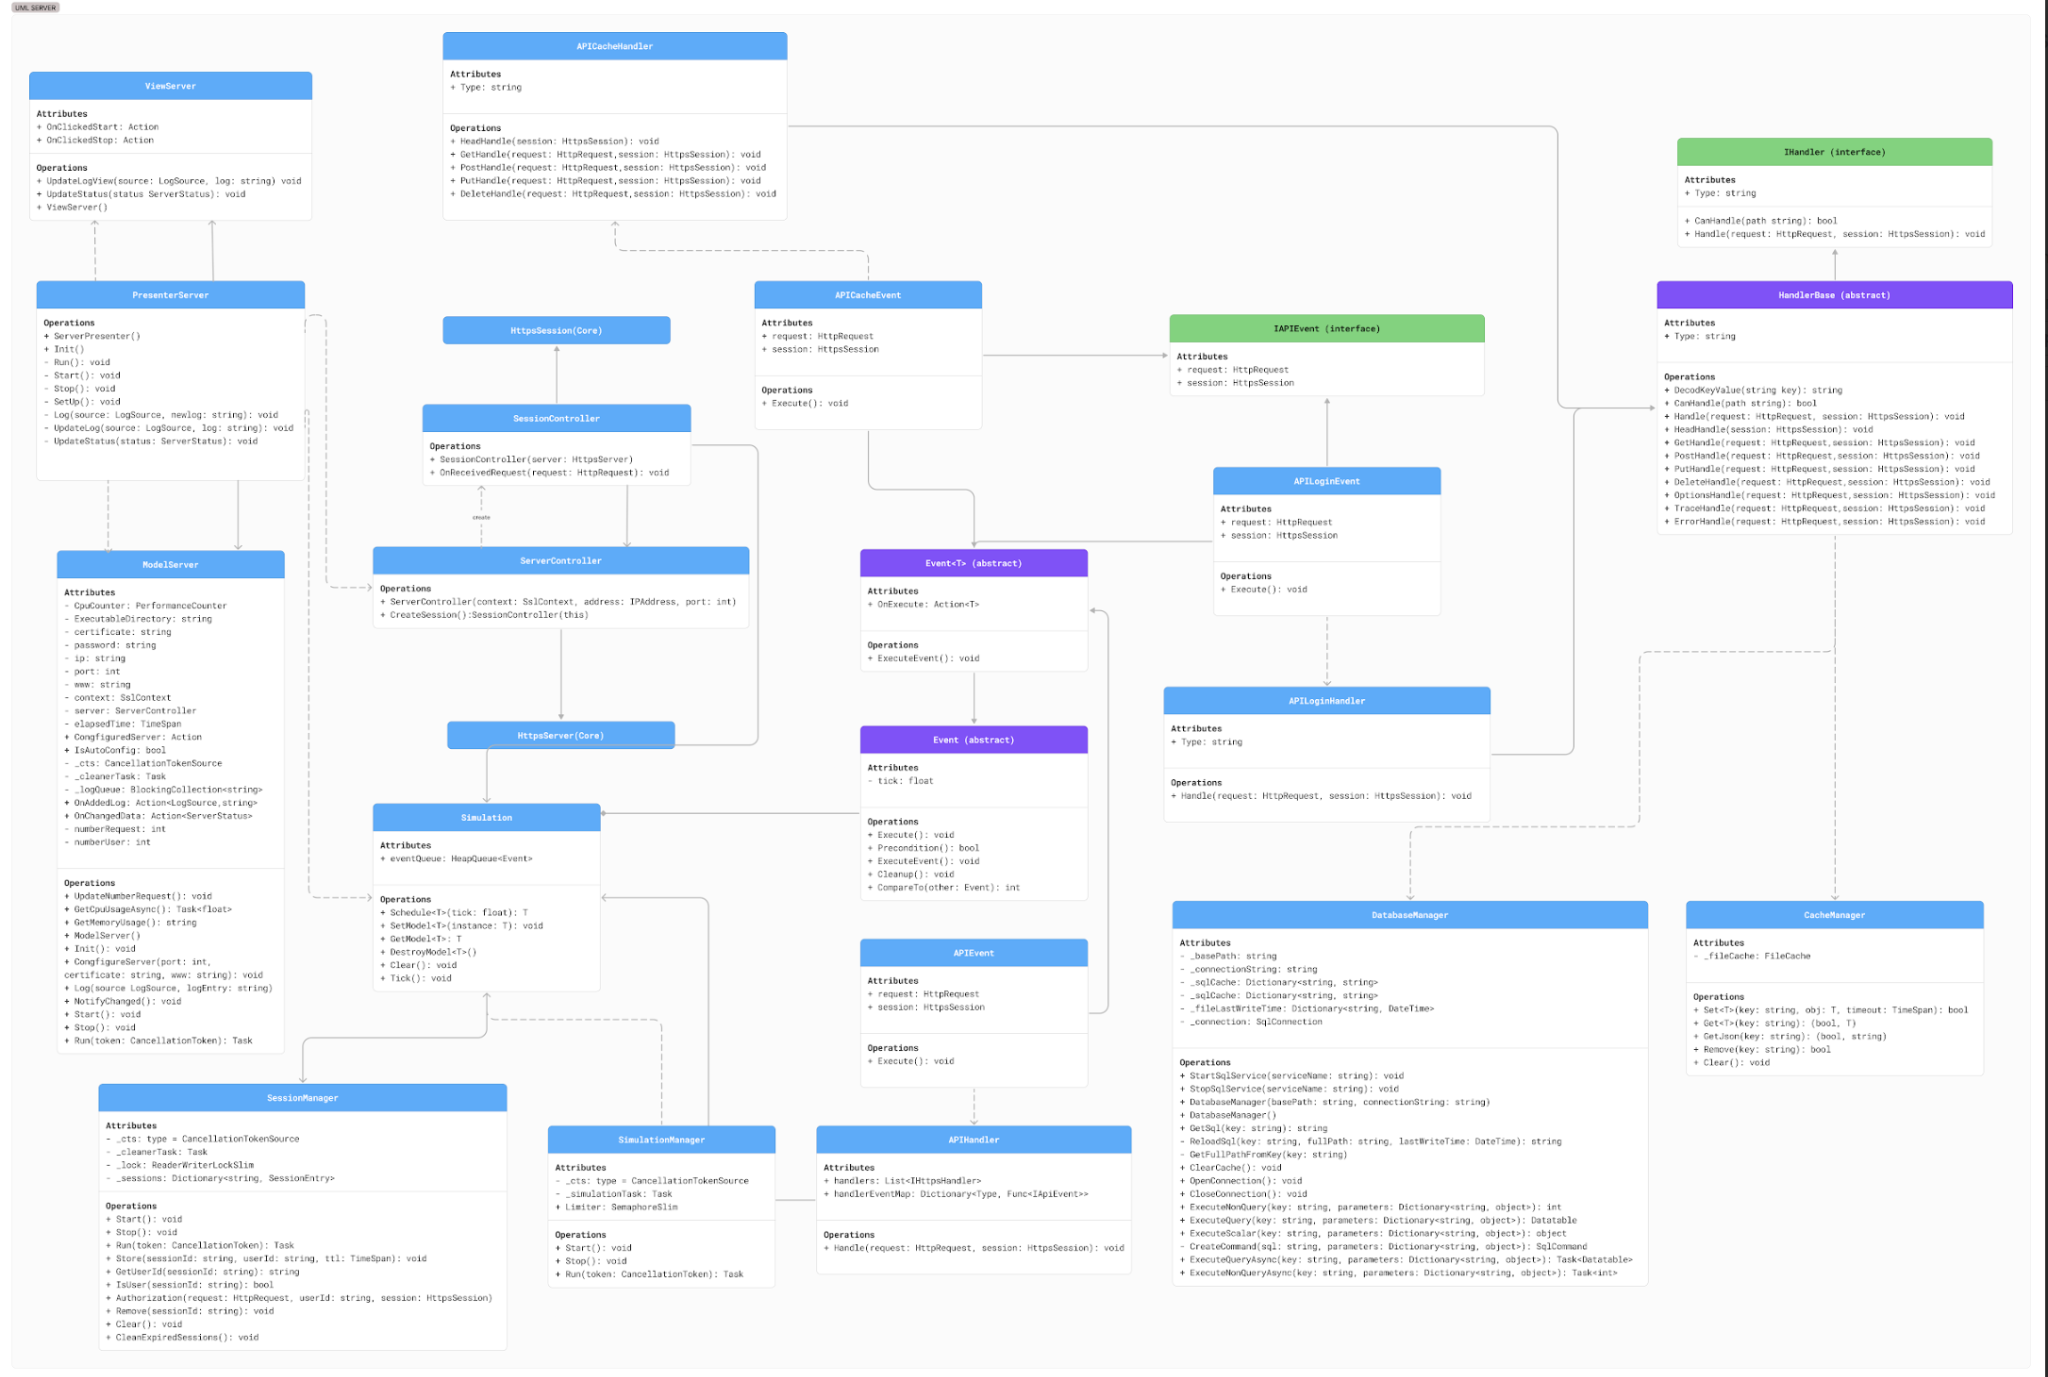 UML SERVER
APICacheHandler
Attributes
+ Type: string
Operations
+ HeadHandle(session: HttpsSession): void
+ GetHandle(request: HttpRequest,session: HttpsSession): void
+ PostHandle(request: HttpRequest,session: HttpsSession): void
+ PutHandle(request: HttpRequest,session: HttpsSession): void
+ DeleteHandle(request: HttpRequest,session: HttpsSession): void
ViewServer
Attributes
+ OnClickedStart: Action
+ OnClickedStop: Action
Operations
+ UpdateLogView(source: LogSource, log: string) void
+ UpdateStatus(status ServerStatus): void
+ ViewServer()
IHandler (interface)
Attributes
+ Type: string
+ CanHandle(path string): bool
+ Handle(request: HttpRequest, session: HttpsSession): void
PresenterServer
Operations
+ ServerPresenter()
+ Init()
- Run(): void
- Start(): void
- Stop(): void
- SetUp(): void
- Log(source: LogSource, newlog: string): void
- UpdateLog(source: LogSource, log: string): void
- UpdateStatus(status: ServerStatus): void
HttpsSession(Core)
APICacheEvent
Attributes
+ request: HttpRequest
+ session: HttpsSession
Operations
+ Execute(): void
IAPIEvent (interface)
Attributes
+ request: HttpRequest
+ session: HttpsSession
HandlerBase (abstract)
Attributes
+ Type: string
Operations
+ DecodKeyValue(string key): string
+ CanHandle(path string): bool
+ Handle(request: HttpRequest, session: HttpsSession): void
+ HeadHandle(session: HttpsSession): void
+ GetHandle(request: HttpRequest,session: HttpsSession): void
+ PostHandle(request: HttpRequest,session: HttpsSession): void
+ PutHandle(request: HttpRequest,session: HttpsSession): void
+ DeleteHandle(request: HttpRequest,session: HttpsSession): void
+ OptionsHandle(request: HttpRequest,session: HttpsSession): void
+ TraceHandle(request: HttpRequest,session: HttpsSession): void
+ ErrorHandle(request: HttpRequest,session: HttpsSession): void
SessionController
Operations
+ SessionController(server: HttpsServer)
+ OnReceivedRequest(request: HttpRequest): void
create
APILoginEvent
Attributes
+ request: HttpRequest
+ session: HttpsSession
Operations
+ Execute(): void
ModelServer
Attributes
- CpuCounter: PerformanceCounter
- ExecutableDirectory: string
- certificate: string
- password: string
- ip: string
- port: int
- www: string
- context: SslContext
- server: ServerController
- elapsedTime: TimeSpan
+ CongfiguredServer: Action
+ IsAutoConfig: bool
- _cts: CancellationTokenSource
- _cleanerTask: Task
- _logQueue: BlockingCollection<string>
+ OnAddedLog: Action<LogSource,string>
+ OnChangedData: Action<ServerStatus>
- numberRequest: int
- numberUser: int
Operations
+ UpdateNumberRequest(): void
+ GetCpuUsageAsync(): Task<float>
+ GetMemoryUsage(): string
+ ModelServer()
+ Init(): void
+ CongfigureServer(port: int,
certificate: string, www: string): void
+ Log(source LogSource, logEntry: string)
+ NotifyChanged(): void
+ Start(): void
+ Stop(): void
+ Run(token: CancellationToken): Task
ServerController
Operations
+ ServerController(context: SslContext, address: IPAddress, port: int)
+ CreateSession():SessionController(this)
Event<T> (abstract)
Attributes
+ OnExecute: Action<T>
Operations
+ ExecuteEvent(): void
APILoginHandler
Attributes
+ Type: string
Operations
+ Handle(request: HttpRequest, session: HttpsSession): void
HttpsServer(Core)
Event (abstract)
Attributes
- tick: float
Operations
+ Execute(): void
+ Precondition(): bool
+ ExecuteEvent(): void
+ Cleanup(): void
+ CompareTo(other: Event): int
Simulation
Attributes
+ eventQueue: HeapQueue<Event>
Operations
+ Schedule<T>(tick: float): T
+ SetModel<T>(instance: T): void
+ GetModel<T>: T
+ DestroyModel<T>()
+ Clear(): void
+ Tick(): void
DatabaseManager
Attributes
- _basePath: string
- _connectionString: string
- _sqlCache: Dictionary<string, string>
- _sqlCache: Dictionary<string, string>
- _fileLastWriteTime: Dictionary<string, DateTime>
- _connection: SqlConnection
Operations
+ StartSqlService(serviceName: string): void
+ StopSqlService(serviceName: string): void
+ DatabaseManager(basePath: string, connectionString: string)
+ DatabaseManager()
+ GetSql(key: string): string
- ReloadSql(key: string, fullPath: string, lastWriteTime: DateTime): string
- GetFullPathFromKey(key: string)
+ ClearCache(): void
+ OpenConnection(): void
+ CloseConnection(): void
+ ExecuteNonQuery(key: string, parameters: Dictionary<string, object>): int
+ ExecuteQuery(key: string, parameters: Dictionary<string, object>): Datatable
+ ExecuteScalar(key: string, parameters: Dictionary<string, object>): object
- CreateCommand(sql: string, parameters: Dictionary<string, object>): SqlCommand
+ ExecuteQueryAsync(key: string, parameters: Dictionary<string, object>): Task<Datatable>
+ ExecuteNonQueryAsync(key: string, parameters: Dictionary<string, object>): Task<int>
CacheManager
Attributes
- _fileCache: FileCache
Operations
+ Set<T>(key: string, obj: T, timeout: TimeSpan): bool
+ Get<T>(key: string): (bool, T)
+ GetJson(key: string): (bool, string)
+ Remove(key: string): bool
+ Clear(): void
APIEvent
Attributes
+ request: HttpRequest
+ session: HttpsSession
Operations
+ Execute(): void
SessionManager
Attributes
- _cts: type = CancellationTokenSource
- _cleanerTask: Task
- _lock: ReaderWriterLockSlim
- _sessions: Dictionary<string, SessionEntry>
Operations
+ Start(): void
+ Stop(): void
+ Run(token: CancellationToken): Task
+ Store(sessionId: string, userId: string, ttl: TimeSpan): void
+ GetUserId(sessionId: string): string
+ IsUser(sessionId: string): bool
+ Authorization(request: HttpRequest, userId: string, session: HttpsSession)
+ Remove(sessionId: string): void
+ Clear(): void
+ CleanExpiredSessions(): void
SimulationManager
Attributes
- _cts: type = CancellationTokenSource
- _simulationTask: Task
+ Limiter: SemaphoreSlim
Operations
+ Start(): void
+ Stop(): void
+ Run(token: CancellationToken): Task
APIHandler
Attributes
+ handlers: List<IHttpsHandler>
+ handlerEventMap: Dictionary<Type, Func<IApiEvent>>
Operations
+ Handle(request: HttpRequest, session: HttpsSession): void